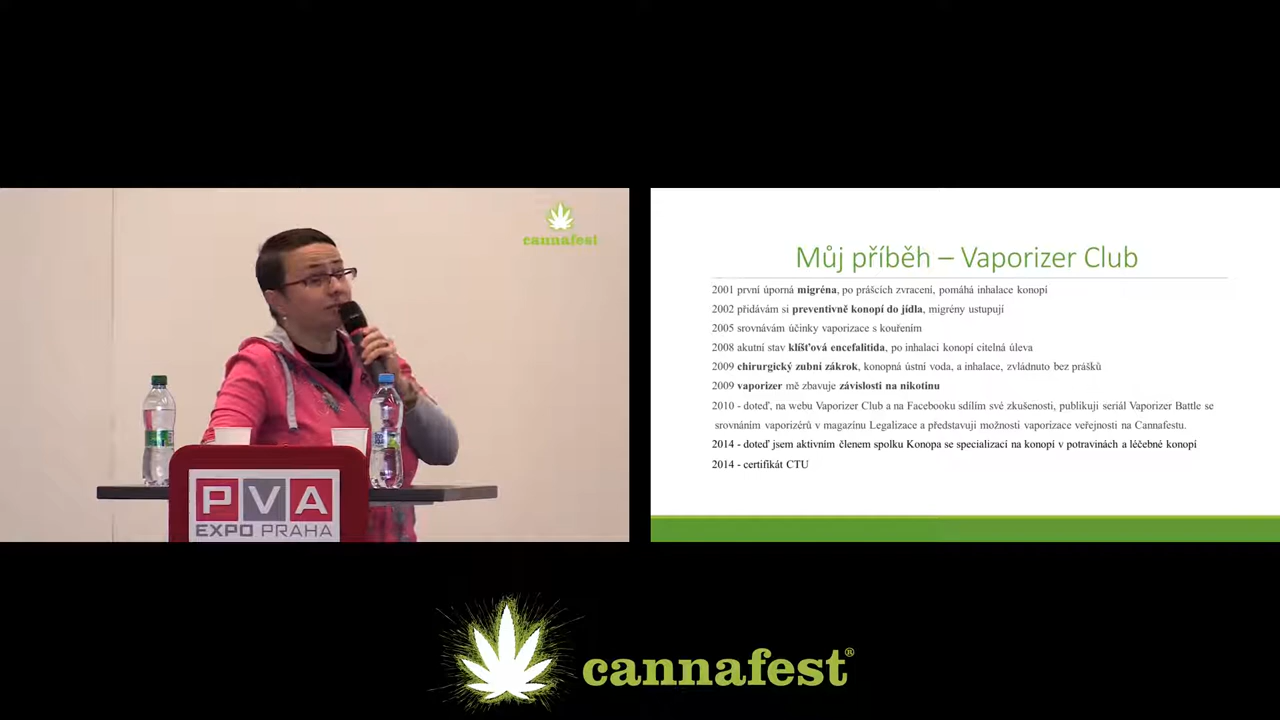 cannafest
PVA
EXPO PRAHA
Můj příběh – Vaporizer Club
2001 první úporná migréna, po prášcích zvracení, pomáhá inhalace konopí
2002 přidávám si preventivně konopí do jídla, migrény ustupují
2005 srovnávám účinky vaporizace s kouřením
2008 akutní stav klíšťová encefalitida, po inhalaci konopí citelná úleva
2009 chirurgický zubní zákrok, konopná ústní voda, a inhalace, zvládnuto bez prášků
2009 vaporizer mě zbavuje závislosti na nikotinu
2010 - doteď, na webu Vaporizer Club a na Facebooku sdílím své zkušenosti, publikuji seriál Vaporizer Battle se
srovnáním vaporizérů v magazínu Legalizace a představuji možnosti vaporizace veřejnosti na Cannafestu.
2014 - doteď jsem aktivním členem spolku Konopa se specializací na konopí v potravinách a léčebné konopí
2014 - certifikát CTU
cannafest®